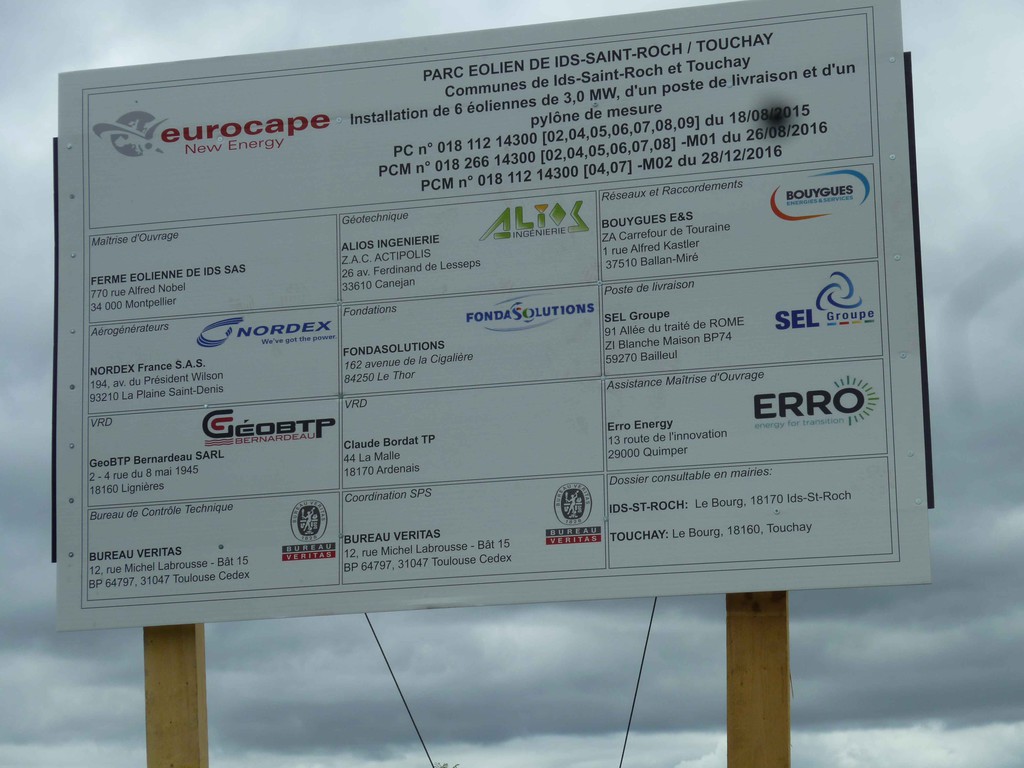 PARC EOLIEN DE IDS-SAINT-ROCH / TOUCHAY
Communes de Ids-Saint-Roch et Touchay
Installation de 6 éoliennes de 3,0 MW, d'un poste de livraison et d'un
pylône de mesure
PC n° 018 112 14300 [02,04,05,06,07,08,09] du 18/08/2015
PCM n° 018 266 14300 [02,04,05,06,07,08] -M01 du 26/08/2016
PCM n° 018 112 14300 [04,07] -M02 du 28/12/2016
eurocape
New Energy
Maîtrise d'Ouvrage
FERME EOLIENNE DE IDS SAS
770 rue Alfred Nobel
34 000 Montpellier
Géotechnique
ALIOS
INGÉNIERIE
ALIOS INGENIERIE
Z.A.C. ACTIPOLIS
26 av. Ferdinand de Lesseps
33610 Canejan
Réseaux et Raccordements
BOUYGUES
ENERGIES & SERVICES
BOUYGUES E&S
ZA Carrefour de Touraine
1 rue Alfred Kastler
37510 Ballan-Miré
Aérogénérateurs
NORDEX
We've got the power.
NORDEX France S.A.S.
194, av. du Président Wilson
93210 La Plaine Saint-Denis
Fondations
FONDASOLUTIONS
FONDASOLUTIONS
162 avenue de la Cigalière
84250 Le Thor
Poste de livraison
SEL Groupe
SEL Groupe
91 Allée du traité de ROME
ZI Blanche Maison BP74
59270 Bailleul
VRD
GÉOBTP
BERNARDEAU
GeoBTP Bernardeau SARL
2 - 4 rue du 8 mai 1945
18160 Lignières
VRD
Claude Bordat TP
44 La Malle
18170 Ardenais
Assistance Maîtrise d'Ouvrage
ERRO
energy for transition
Erro Energy
13 route de l'innovation
29000 Quimper
Bureau de Contrôle Technique
BUREAU VERITAS
1828
BUREAU
VERITAS
BUREAU VERITAS
12, rue Michel Labrousse - Bât 15
BP 64797, 31047 Toulouse Cedex
Coordination SPS
BUREAU VERITAS
1828
BUREAU
VERITAS
BUREAU VERITAS
12, rue Michel Labrousse - Bât 15
BP 64797, 31047 Toulouse Cedex
Dossier consultable en mairies:
IDS-ST-ROCH: Le Bourg, 18170 Ids-St-Roch
TOUCHAY: Le Bourg, 18160, Touchay